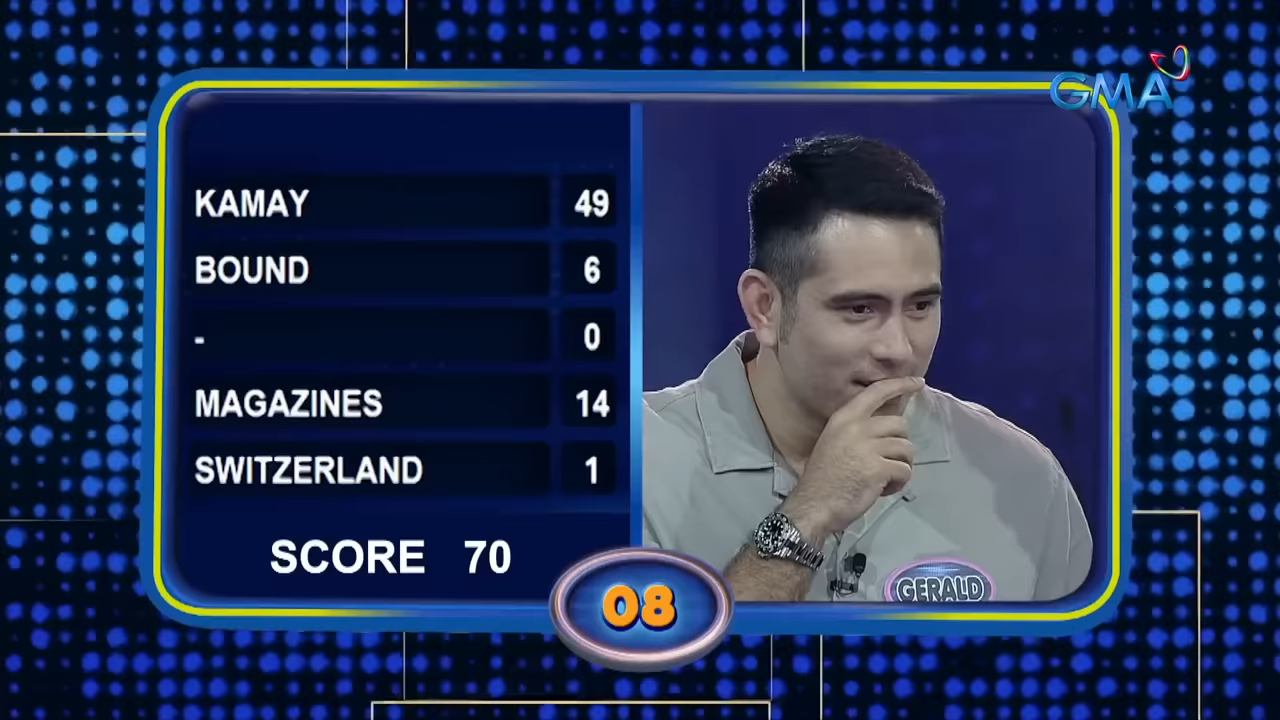 GMA
KAMAY 49
BOUND 6
- 0
MAGAZINES 14
SWITZERLAND 1
SCORE 70
08
GERALD